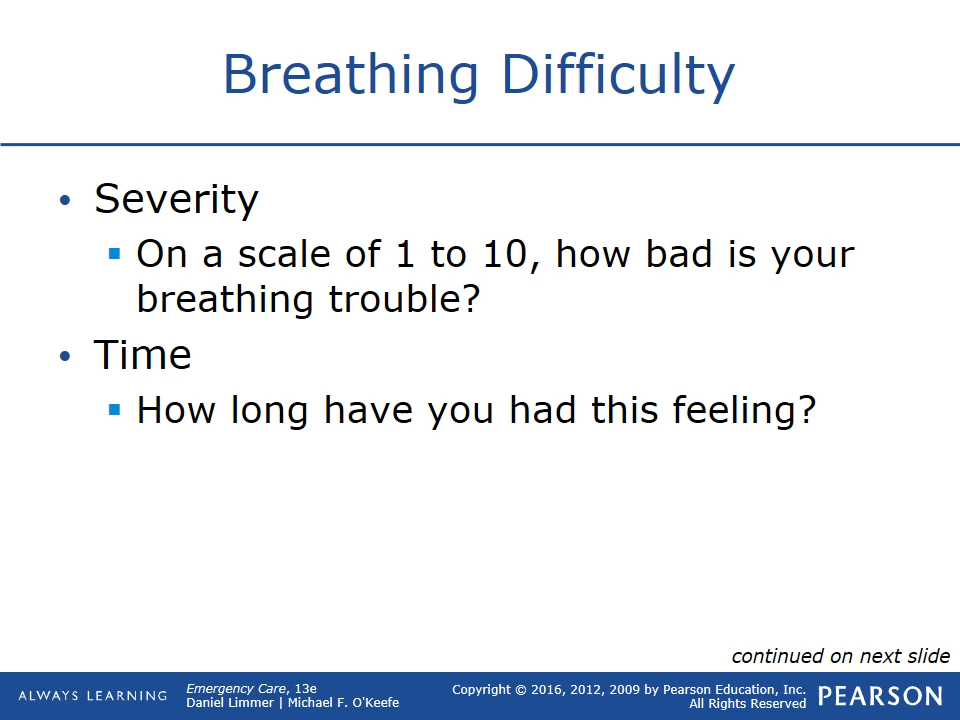 Breathing Difficulty
• Severity
▪ On a scale of 1 to 10, how bad is your
breathing trouble?
• Time
▪ How long have you had this feeling?
continued on next slide
ALWAYS LEARNING
Emergency Care, 13e
Daniel Limmer | Michael F. O'Keefe
Copyright © 2016, 2012, 2009 by Pearson Education, Inc.
All Rights Reserved
PEARSON